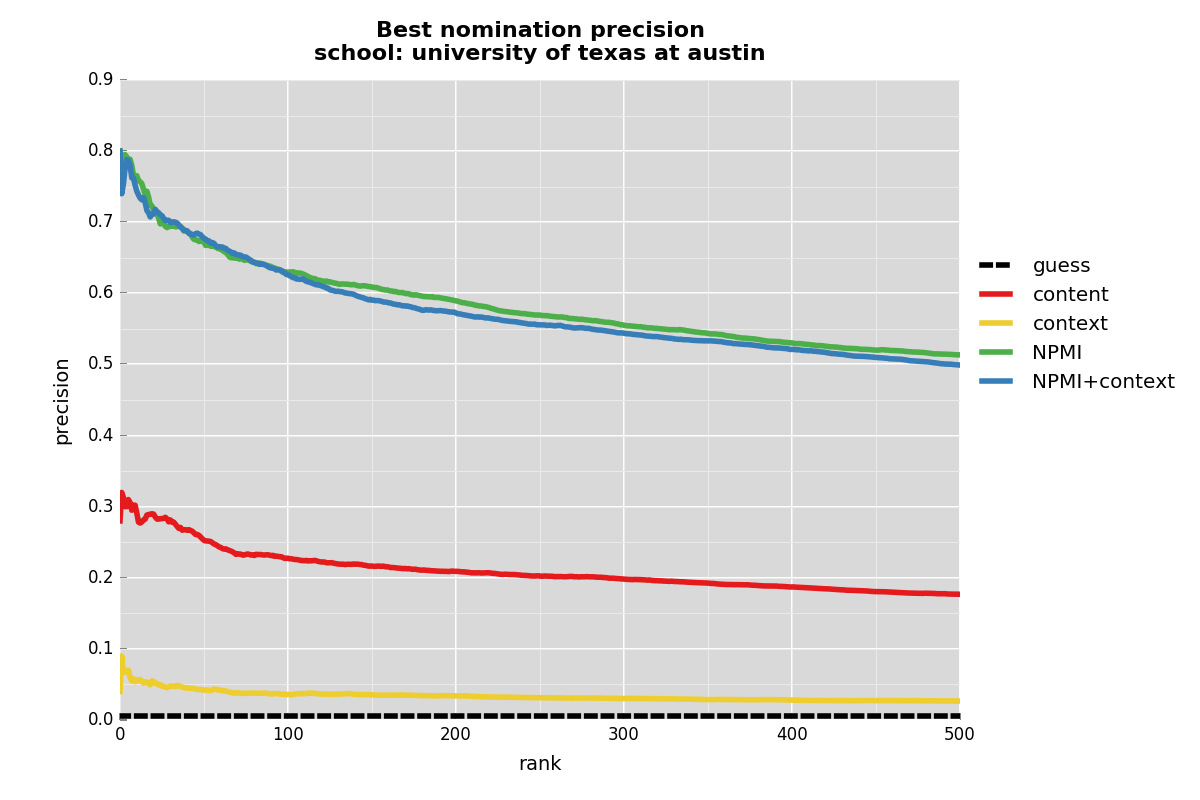 Best nomination precision
school: university of texas at austin
0.9
0.8
0.7
0.6
0.5
0.4
0.3
0.2
0.1
0.0
precision
0 100 200 300 400 500
rank
guess
content
context
NPMI
NPMI+context